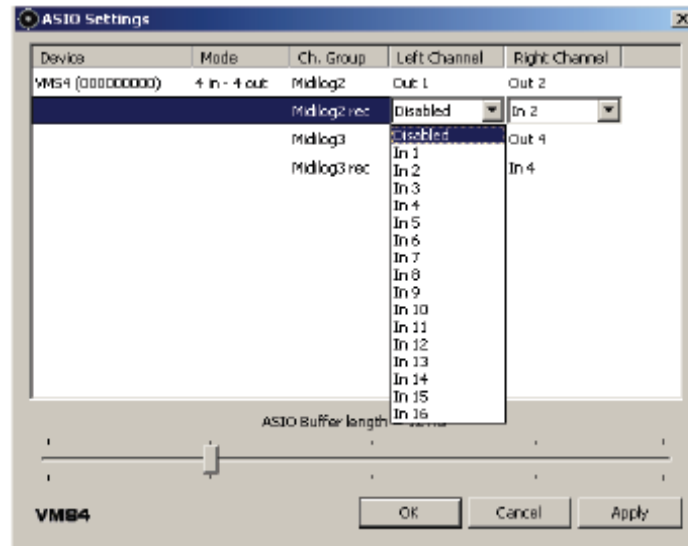 ASIO Settings
Device Mode Ch. Group Left Channel Right Channel
VMS4 (000000000) 4 in - 4 out Midilog2 Out 1 Out 2
Midilog2 rec Disabled In 2
Midilog3 Disabled Out 4
Midilog3 rec In 1 In 4
In 2
In 3
In 4
In 5
In 6
In 7
In 8
In 9
In 10
In 11
In 12
In 13
In 14
In 15
In 16
ASIO Buffer length
VMS4 OK Cancel Apply